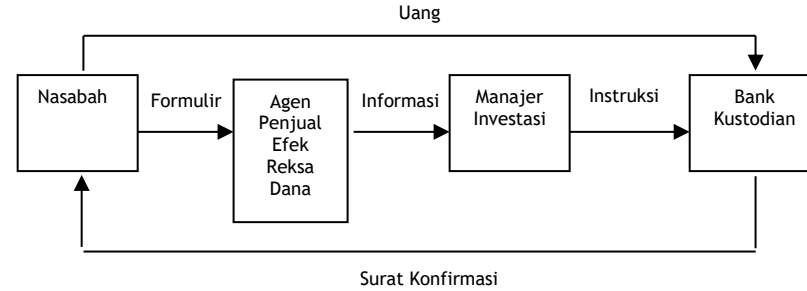 Uang
Nasabah
Formulir
Agen
Penjual
Efek
Reksa
Dana
Informasi
Manajer
Investasi
Instruksi
Bank
Kustodian
Surat Konfirmasi